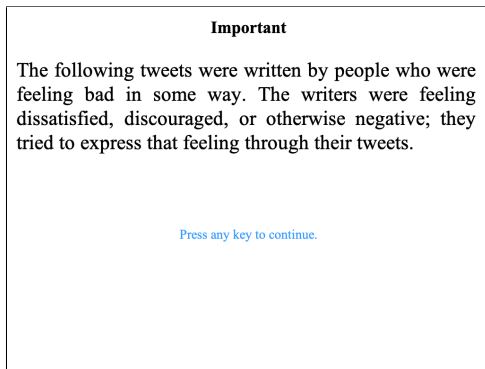 Important
The following tweets were written by people who were
feeling bad in some way. The writers were feeling
dissatisfied, discouraged, or otherwise negative; they
tried to express that feeling through their tweets.
Press any key to continue.